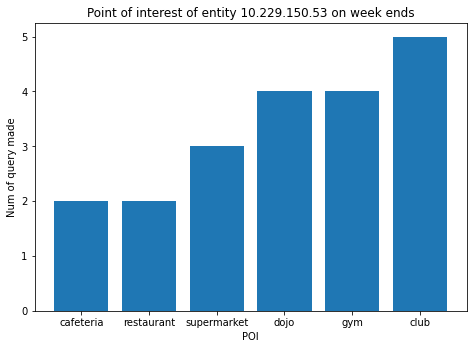 Point of interest of entity 10.229.150.53 on week ends
Num of query made
5
4
3
2
1
0
cafeteria restaurant supermarket dojo gym club
POI